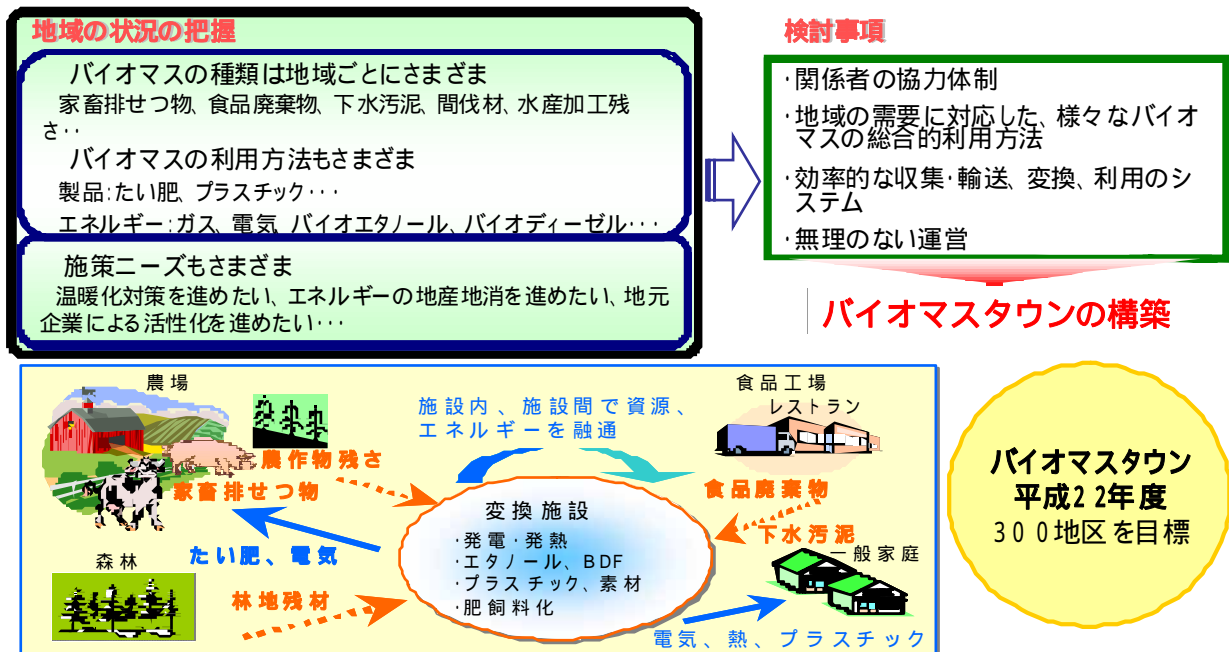 地域の状況の把握
バイオマスの種類は地域ごとにさまざま
家畜排せつ物、食品廃棄物、下水汚泥、間伐材、水産加工残
さ‥
バイオマスの利用方法もさまざま
製品:たい肥、プラスチック・・・
エネルギー:ガス、電気、バイオエタノール、バイオディーゼル・・・
施策ニーズもさまざま
温暖化対策を進めたい、エネルギーの地産地消を進めたい、地元
企業による活性化を進めたい・・・
検討事項
・関係者の協力体制
・地域の需要に対応した、様々なバイオ
マスの総合的利用方法
・効率的な収集・輸送、変換、利用のシ
ステム
・無理のない運営
バイオマスタウンの構築
農場
農作物残さ
家畜排せつ物
たい肥、電気
森林
林地残材
施設内、施設間で資源、
エネルギーを融通
変換施設
・発電・発熱
・エタノール、BDF
・プラスチック、素材
・肥飼料化
食品工場
レストラン
食品廃棄物
下水汚泥
一般家庭
電気、熱、プラスチック
バイオマスタウン
平成22年度
300地区を目標